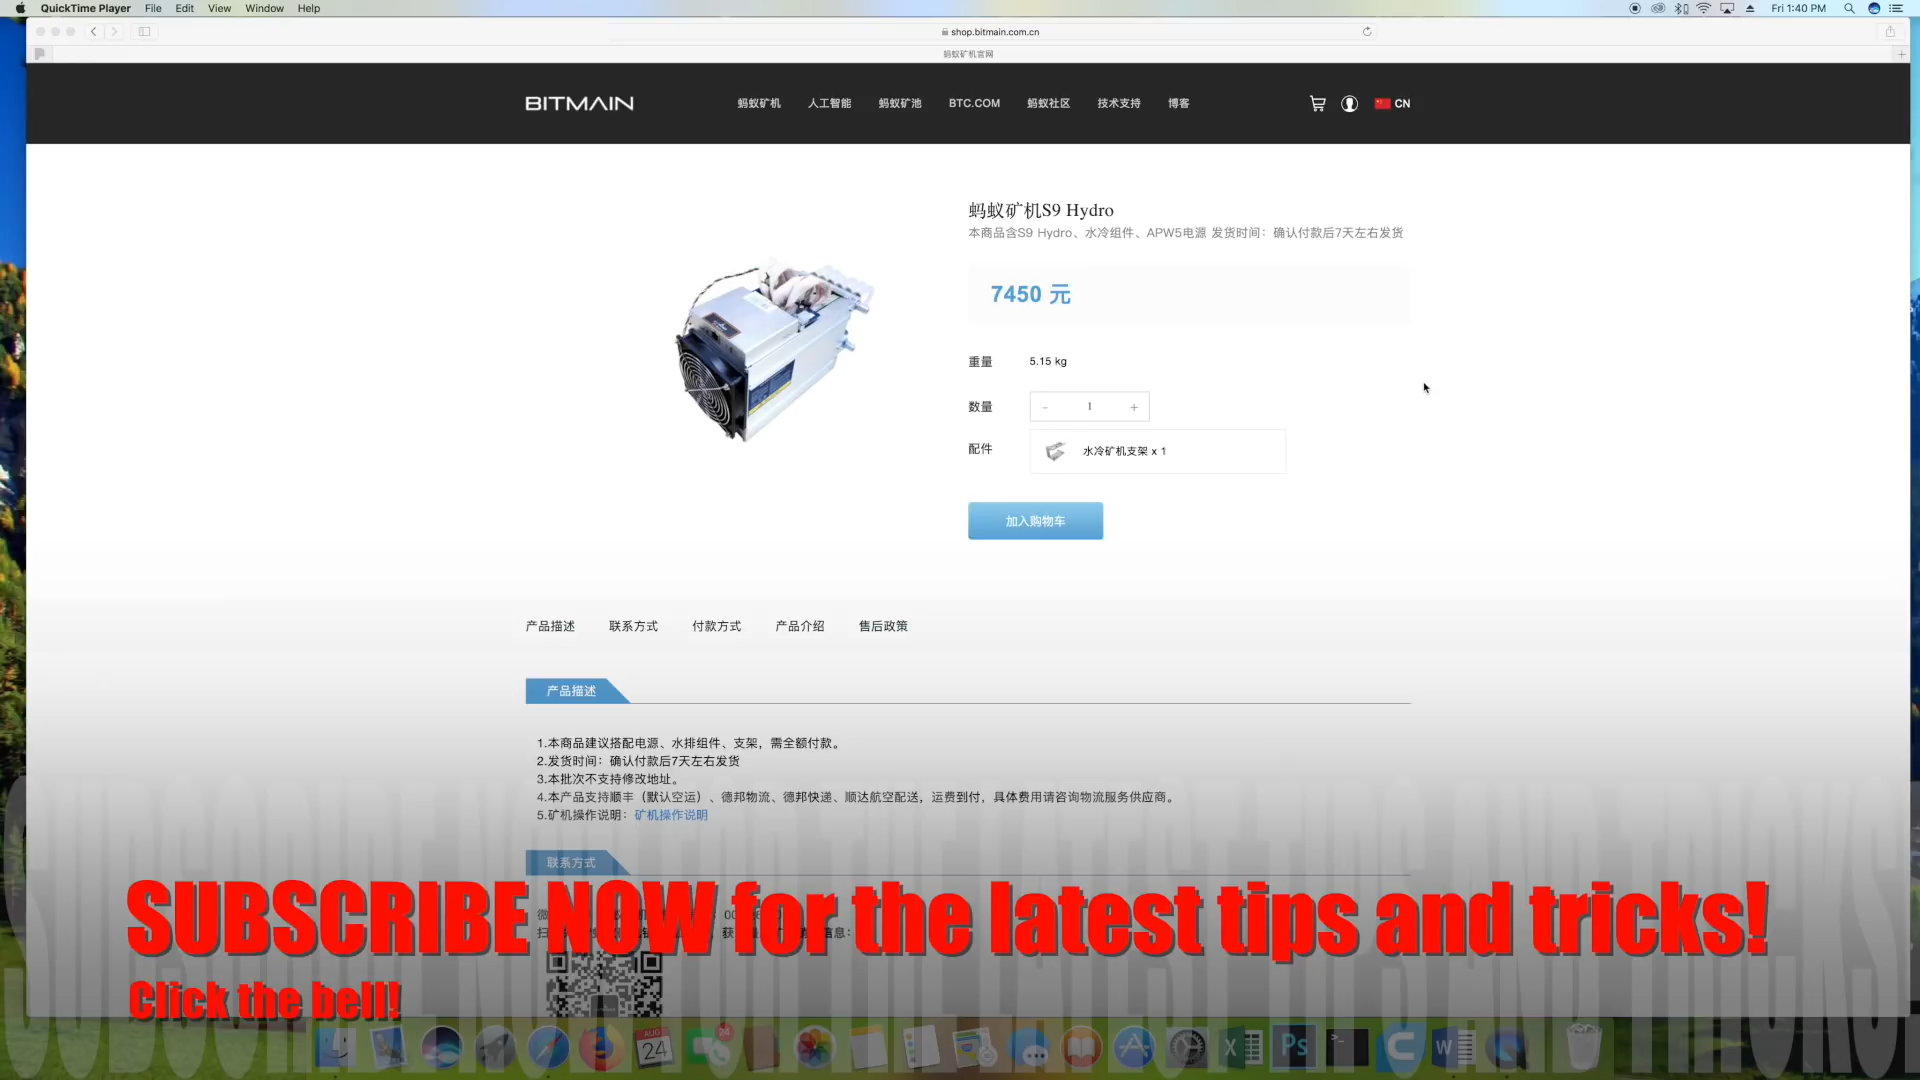 QuickTime Player File Edit View Window Help Fri 1:40 PM
shop.bitmain.com.cn
蚂蚁矿机官网
BITMAIN 蚂蚁矿机 人工智能 蚂蚁矿池 BTC.COM 蚂蚁社区 技术支持 博客 CN
蚂蚁矿机S9 Hydro
本商品含S9 Hydro、水冷组件、APW5电源 发货时间：确认付款后7天左右发货
7450 元
重量 5.15 kg
数量 - 1 +
配件 水冷矿机支架 x 1
加入购物车
产品描述 联系方式 付款方式 产品介绍 售后政策
产品描述
1.本商品建议搭配电源、水排组件、支架，需全额付款。
2.发货时间：确认付款后7天左右发货
3.本批次不支持修改地址。
4.本产品支持顺丰（默认空运）、德邦物流、德邦快递、顺达航空配送，运费到付，具体费用请咨询物流服务供应商。
5.矿机操作说明：矿机操作说明
联系方式
SUBSCRIBE NOW for the latest tips and tricks!
Click the bell!
AUG
24